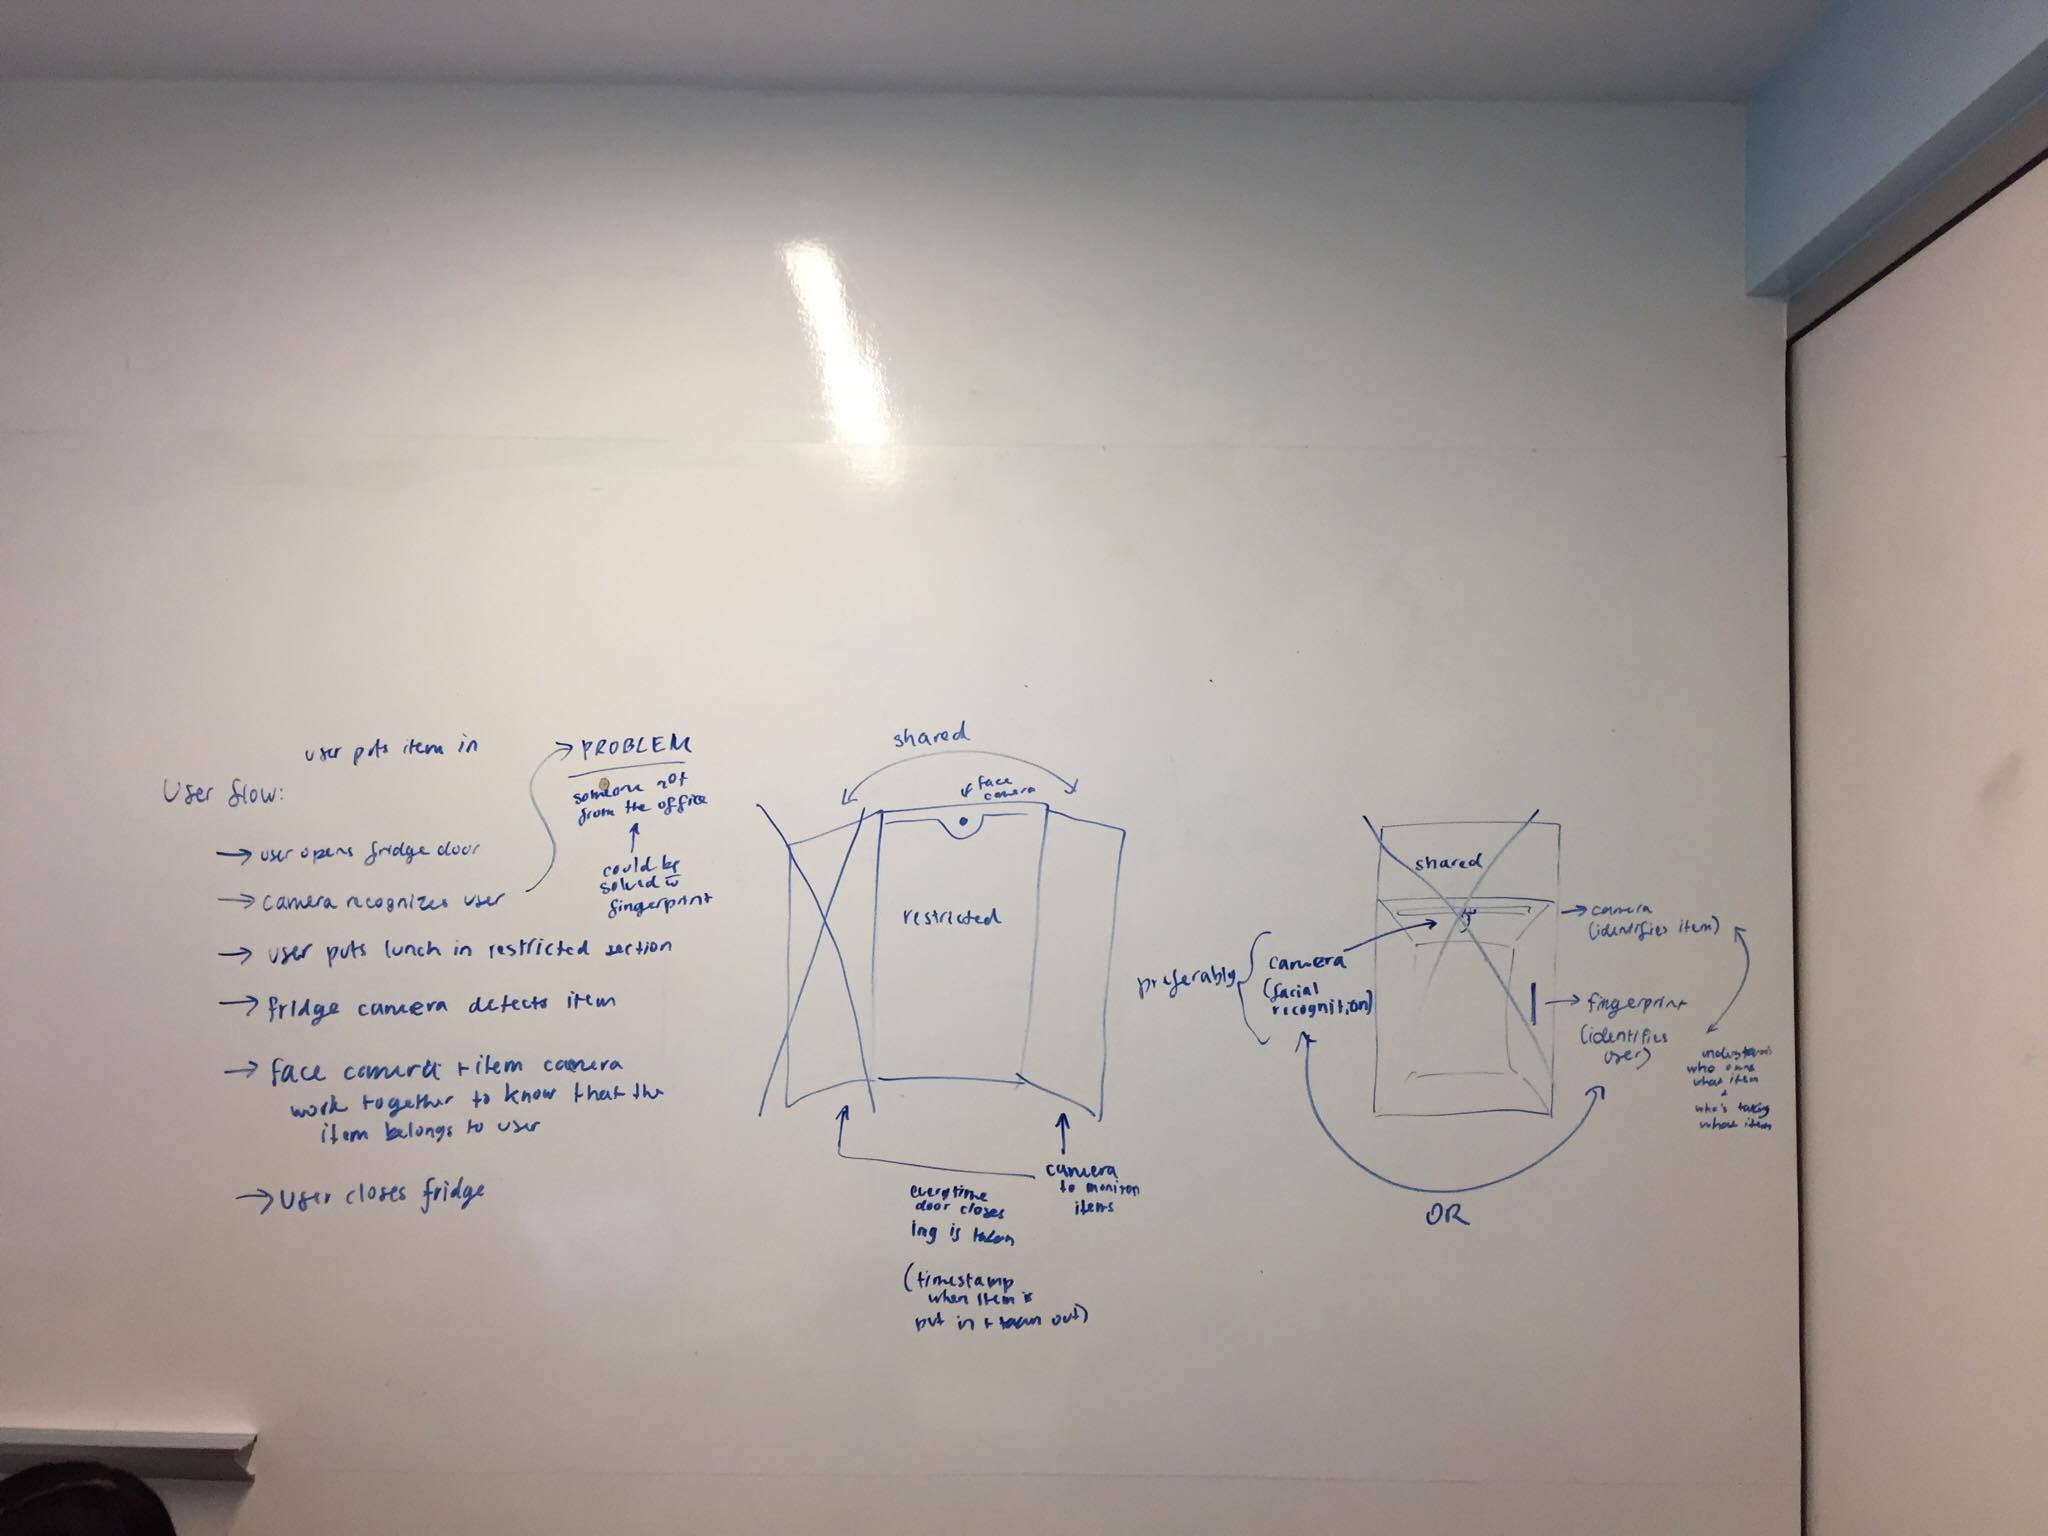 user puts item in
User flow:
→ user opens fridge door
→ camera recognizes user
→ user puts lunch in restricted section
→ fridge camera detects item
→ face camera + item camera
work together to know that the
item belongs to user
→ User closes fridge
→ PROBLEM
someone not
from the office
could be
solved w
fingerprint
shared
face
camera
restricted
camera
to monitor
items
everytime
door closes
img is taken
(timestamp
when item is
put in + taken out)
shared
preferably
camera
(facial
recognition)
→ camera
(identifies item)
→ fingerprint
(identifies
user)
who owns
what item
+
who's taking
whose item
OR